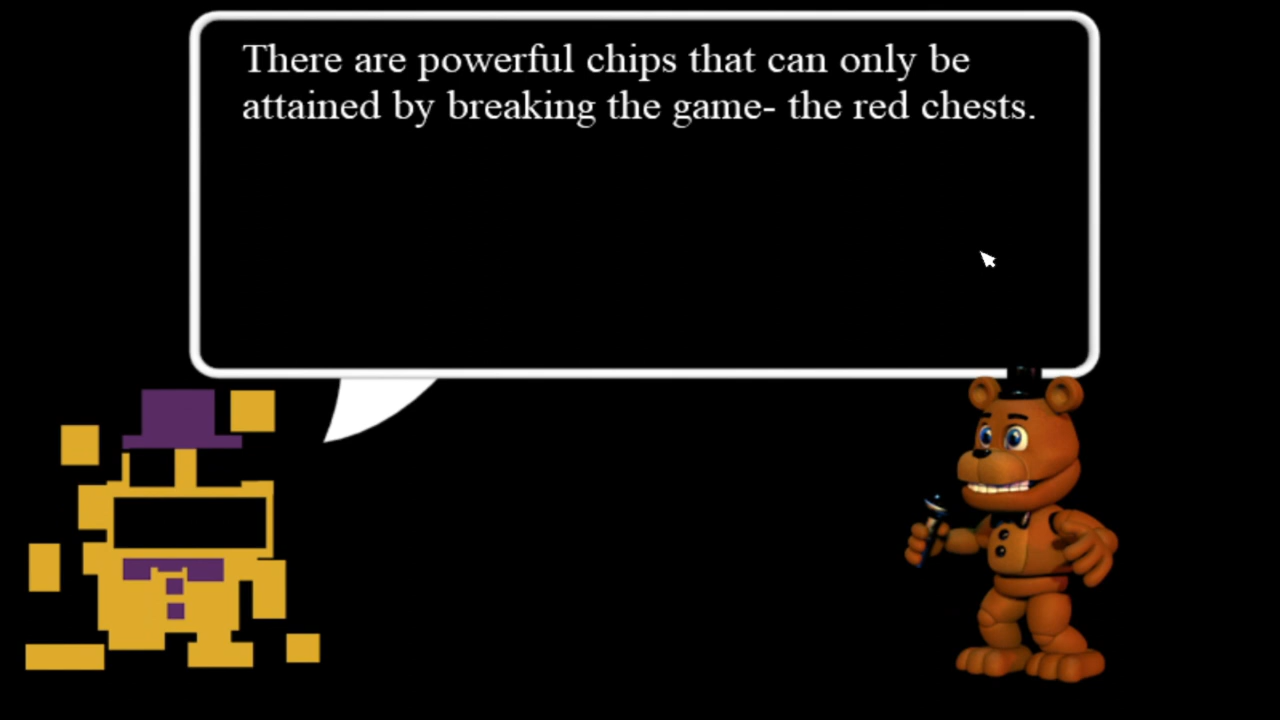 There are powerful chips that can only be
attained by breaking the game- the red chests.